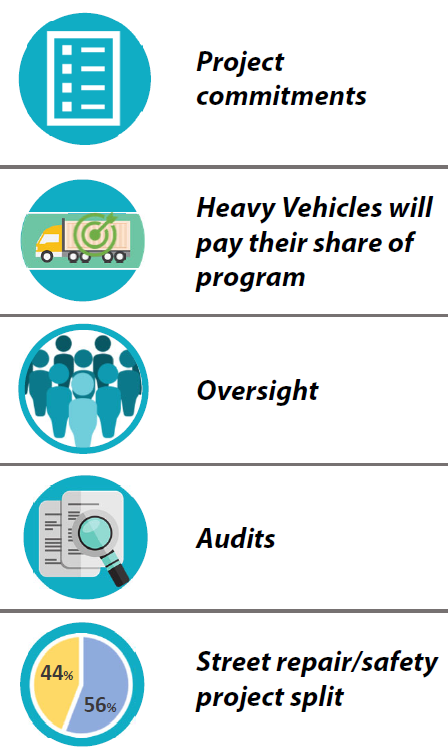 Project
commitments
Heavy Vehicles will
pay their share of
program
Oversight
Audits
44%
56%
Street repair/safety
project split